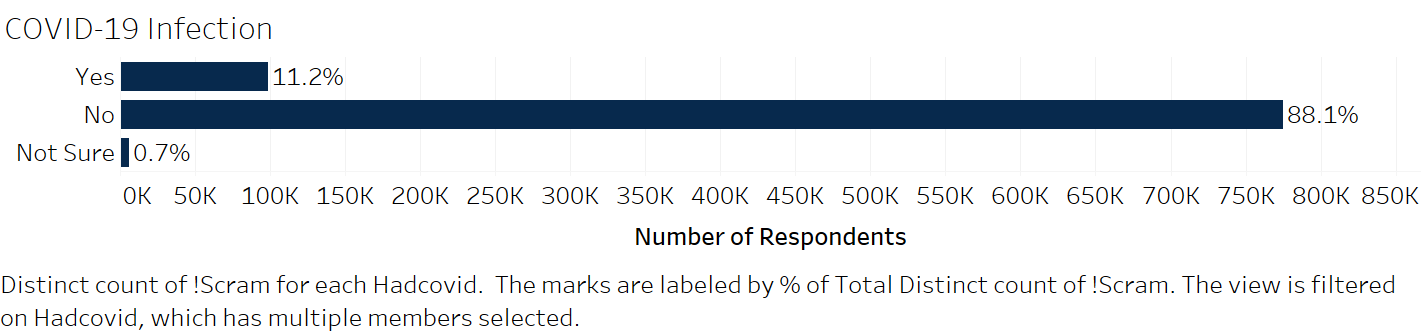 COVID-19 Infection
Yes 11.2%
No 88.1%
Not Sure 0.7%
0K 50K 100K 150K 200K 250K 300K 350K 400K 450K 500K 550K 600K 650K 700K 750K 800K 850K
Number of Respondents
Distinct count of !Scram for each Hadcovid.  The marks are labeled by % of Total Distinct count of !Scram. The view is filtered
on Hadcovid, which has multiple members selected.